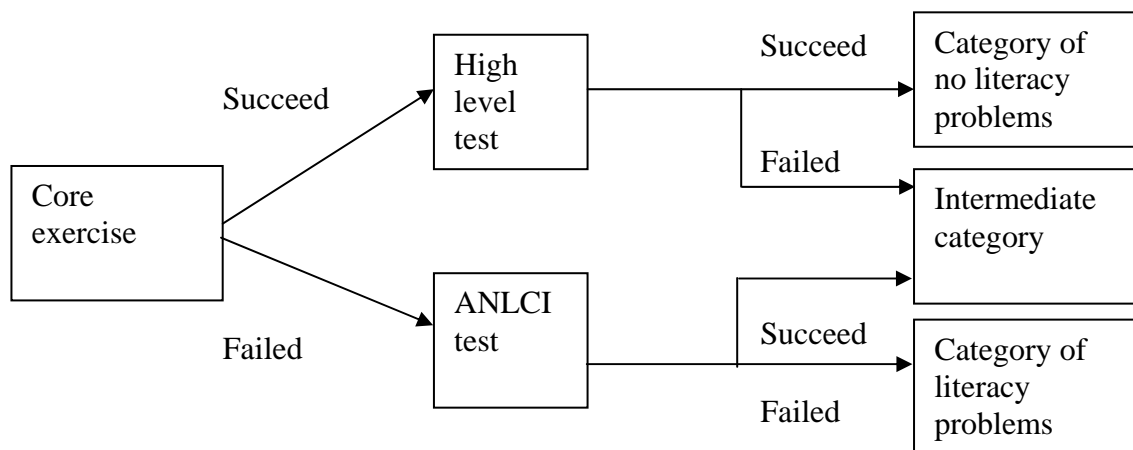 Core
exercise
Succeed
Failed
High
level
test
ANLCI
test
Succeed
Failed
Succeed
Failed
Category of
no literacy
problems
Intermediate
category
Category of
literacy
problems